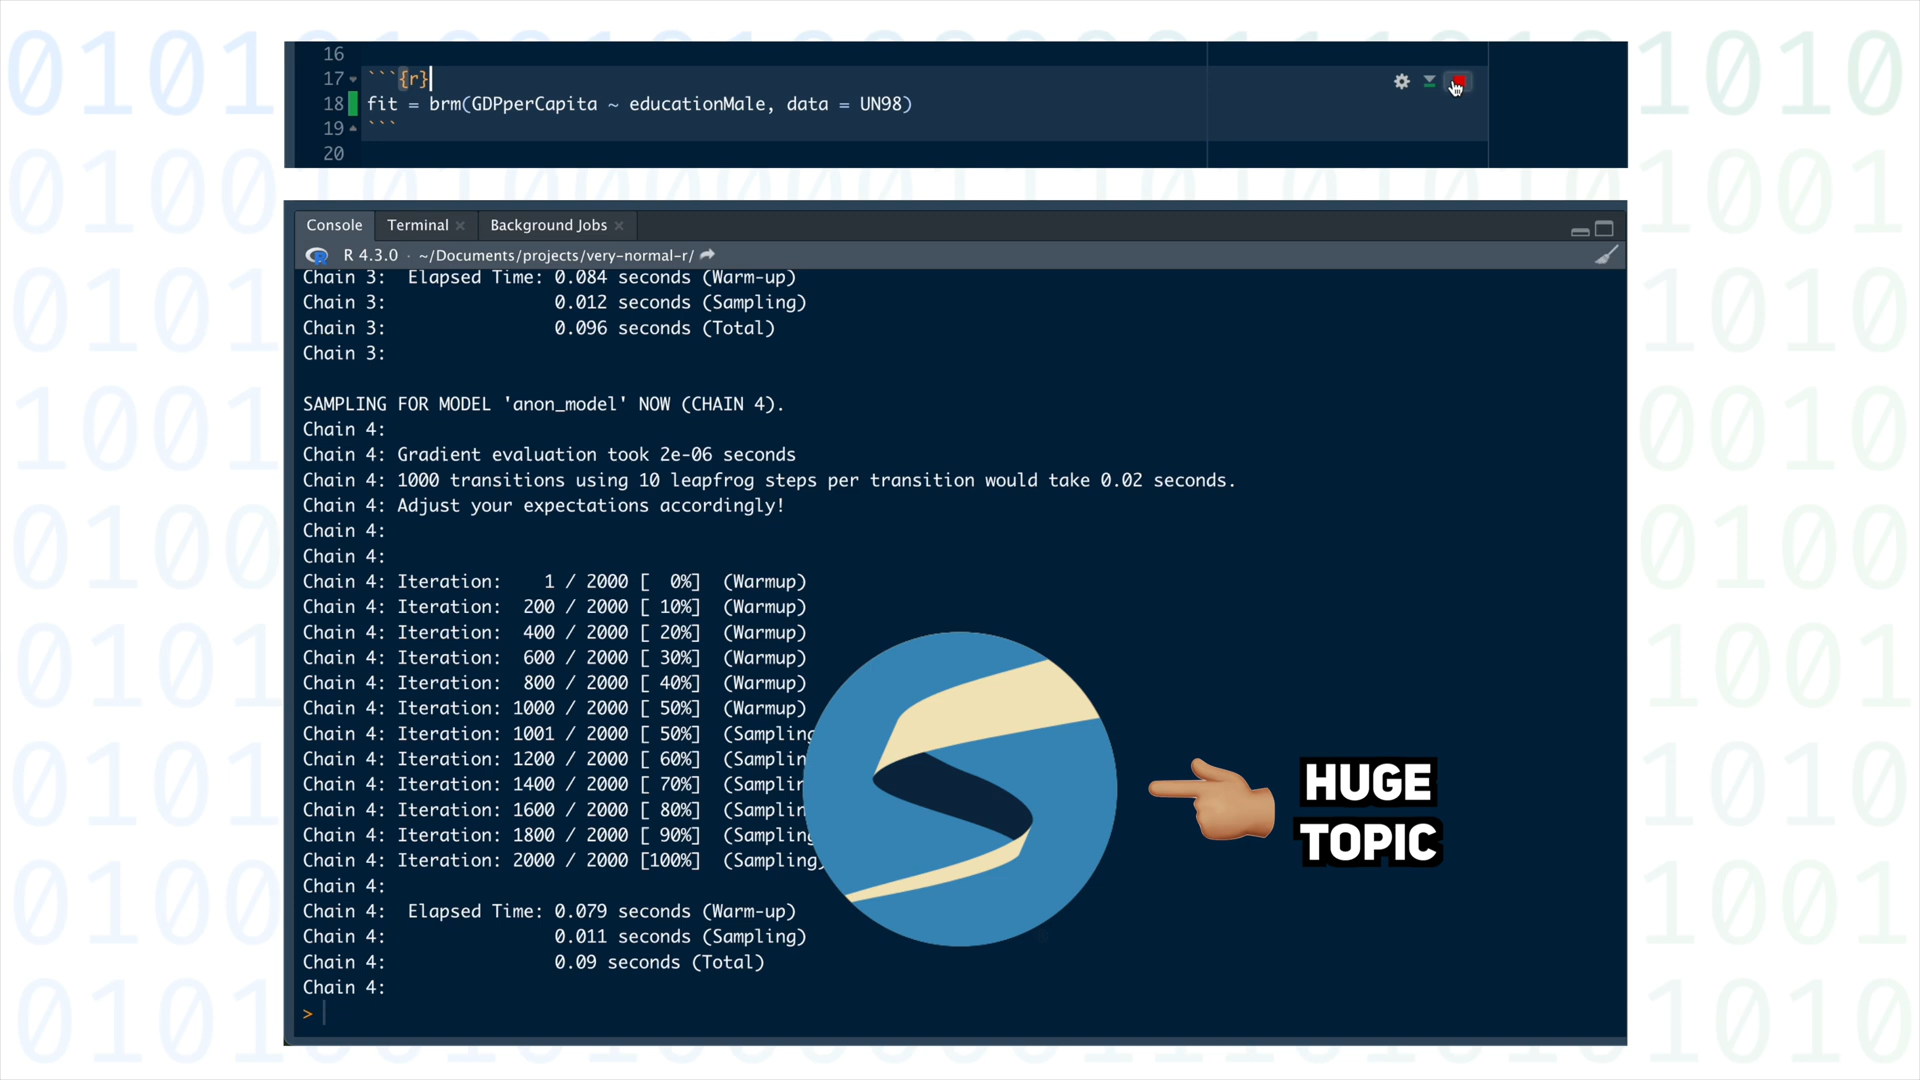 16
17 ```{r}
18 fit = brm(GDPperCapita ~ educationMale, data = UN98)
19 ```
20
Console Terminal Background Jobs
R 4.3.0 · ~/Documents/projects/very-normal-r/
Chain 3:  Elapsed Time: 0.084 seconds (Warm-up)
Chain 3:                0.012 seconds (Sampling)
Chain 3:                0.096 seconds (Total)
Chain 3:
SAMPLING FOR MODEL 'anon_model' NOW (CHAIN 4).
Chain 4:
Chain 4: Gradient evaluation took 2e-06 seconds
Chain 4: 1000 transitions using 10 leapfrog steps per transition would take 0.02 seconds.
Chain 4: Adjust your expectations accordingly!
Chain 4:
Chain 4:
Chain 4: Iteration:    1 / 2000 [  0%]  (Warmup)
Chain 4: Iteration:  200 / 2000 [ 10%]  (Warmup)
Chain 4: Iteration:  400 / 2000 [ 20%]  (Warmup)
Chain 4: Iteration:  600 / 2000 [ 30%]  (Warmup)
Chain 4: Iteration:  800 / 2000 [ 40%]  (Warmup)
Chain 4: Iteration: 1000 / 2000 [ 50%]  (Warmup)
Chain 4: Iteration: 1001 / 2000 [ 50%]  (Sampling
Chain 4: Iteration: 1200 / 2000 [ 60%]  (Samplin
Chain 4: Iteration: 1400 / 2000 [ 70%]  (Samplin
Chain 4: Iteration: 1600 / 2000 [ 80%]  (Samplin
Chain 4: Iteration: 1800 / 2000 [ 90%]  (Sampling
Chain 4: Iteration: 2000 / 2000 [100%]  (Sampling)
Chain 4:
Chain 4:  Elapsed Time: 0.079 seconds (Warm-up)
Chain 4:                0.011 seconds (Sampling)
Chain 4:                0.09 seconds (Total)
Chain 4:
>
HUGE
TOPIC